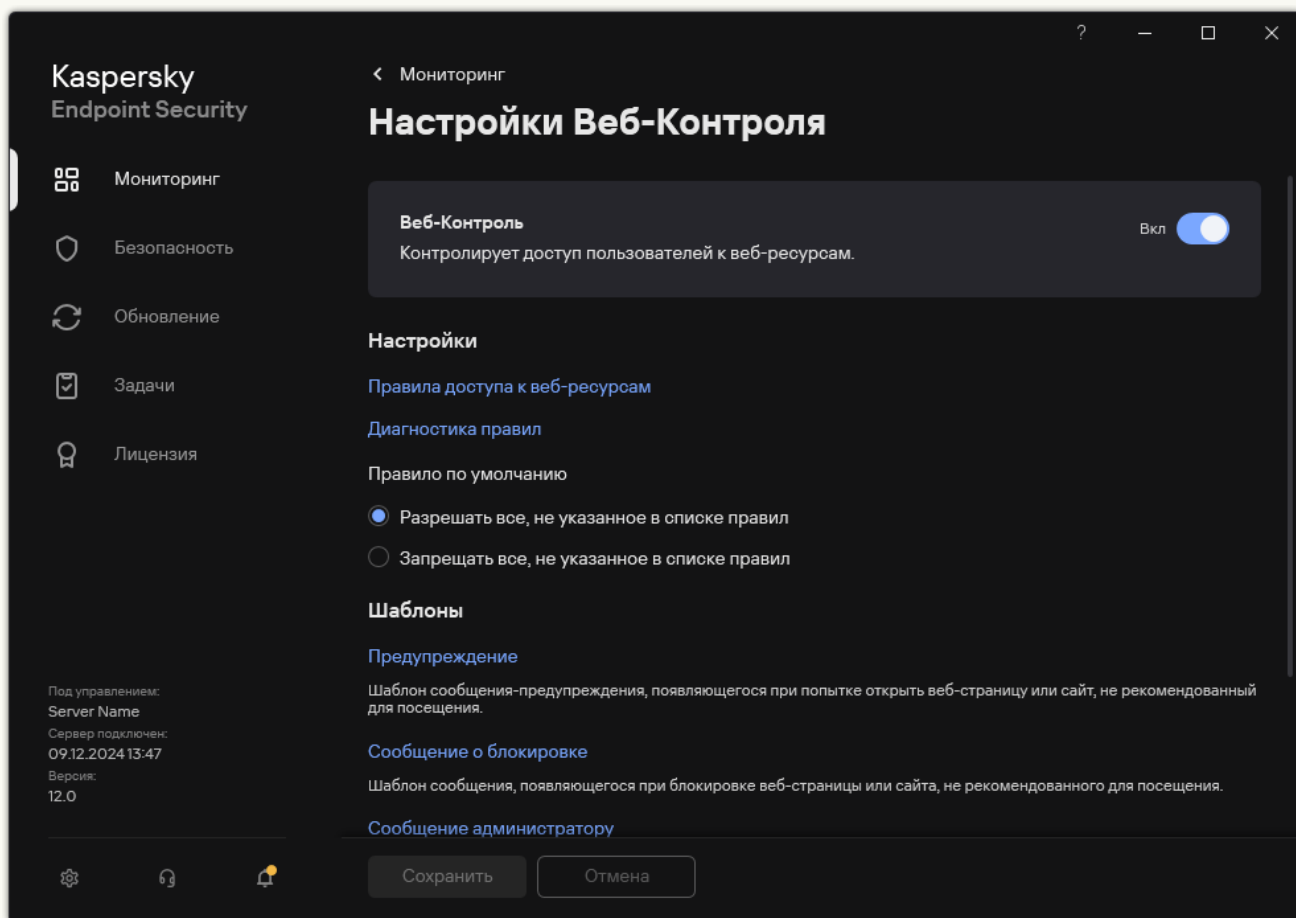 ?
Kaspersky
Endpoint Security
Мониторинг
Безопасность
Обновление
Задачи
Лицензия
Под управлением:
Server Name
Сервер подключен:
09.12.2024 13:47
Версия:
12.0
Мониторинг
Настройки Веб-Контроля
Веб-Контроль
Контролирует доступ пользователей к веб-ресурсам.
Вкл
Настройки
Правила доступа к веб-ресурсам
Диагностика правил
Правило по умолчанию
Разрешать все, не указанное в списке правил
Запрещать все, не указанное в списке правил
Шаблоны
Предупреждение
Шаблон сообщения-предупреждения, появляющегося при попытке открыть веб-страницу или сайт, не рекомендованный
для посещения.
Сообщение о блокировке
Шаблон сообщения, появляющегося при блокировке веб-страницы или сайта, не рекомендованного для посещения.
Сообщение администратору
Сохранить
Отмена